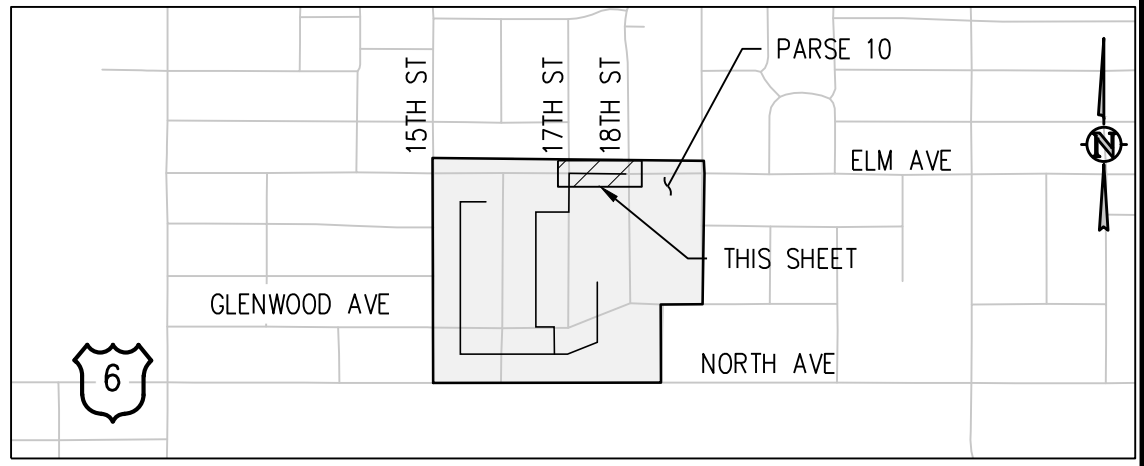 PARSE 10
15TH ST
17TH ST
18TH ST
N
ELM AVE
THIS SHEET
GLENWOOD AVE
NORTH AVE
6